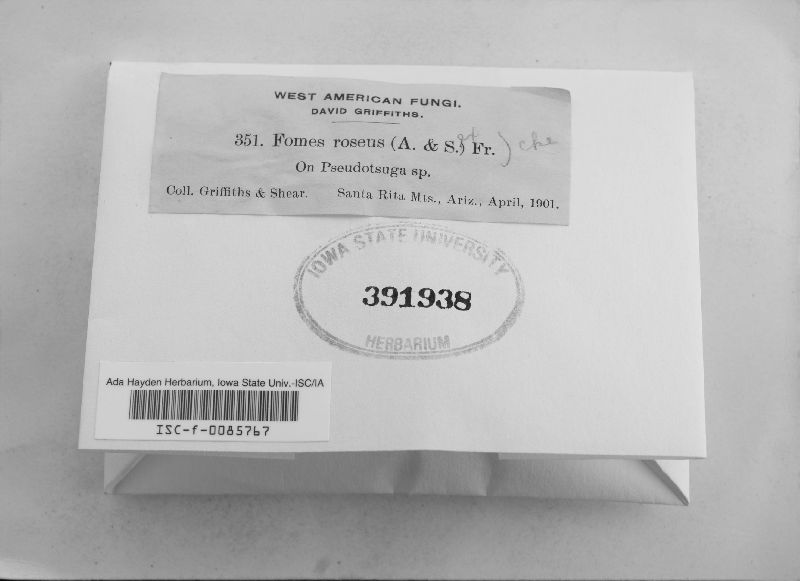 WEST AMERICAN FUNGI.
DAVID GRIFFITHS.
351. Fomes roseus (A. & S.) Fr.)
On Pseudotsuga sp.
Coll. Griffiths & Shear. Santa Rita Mts., Ariz., April, 1901.
IOWA STATE UNIVERSITY
391938
HERBARIUM
Ada Hayden Herbarium, Iowa State Univ.-ISC/IA
ISC-f-0085767